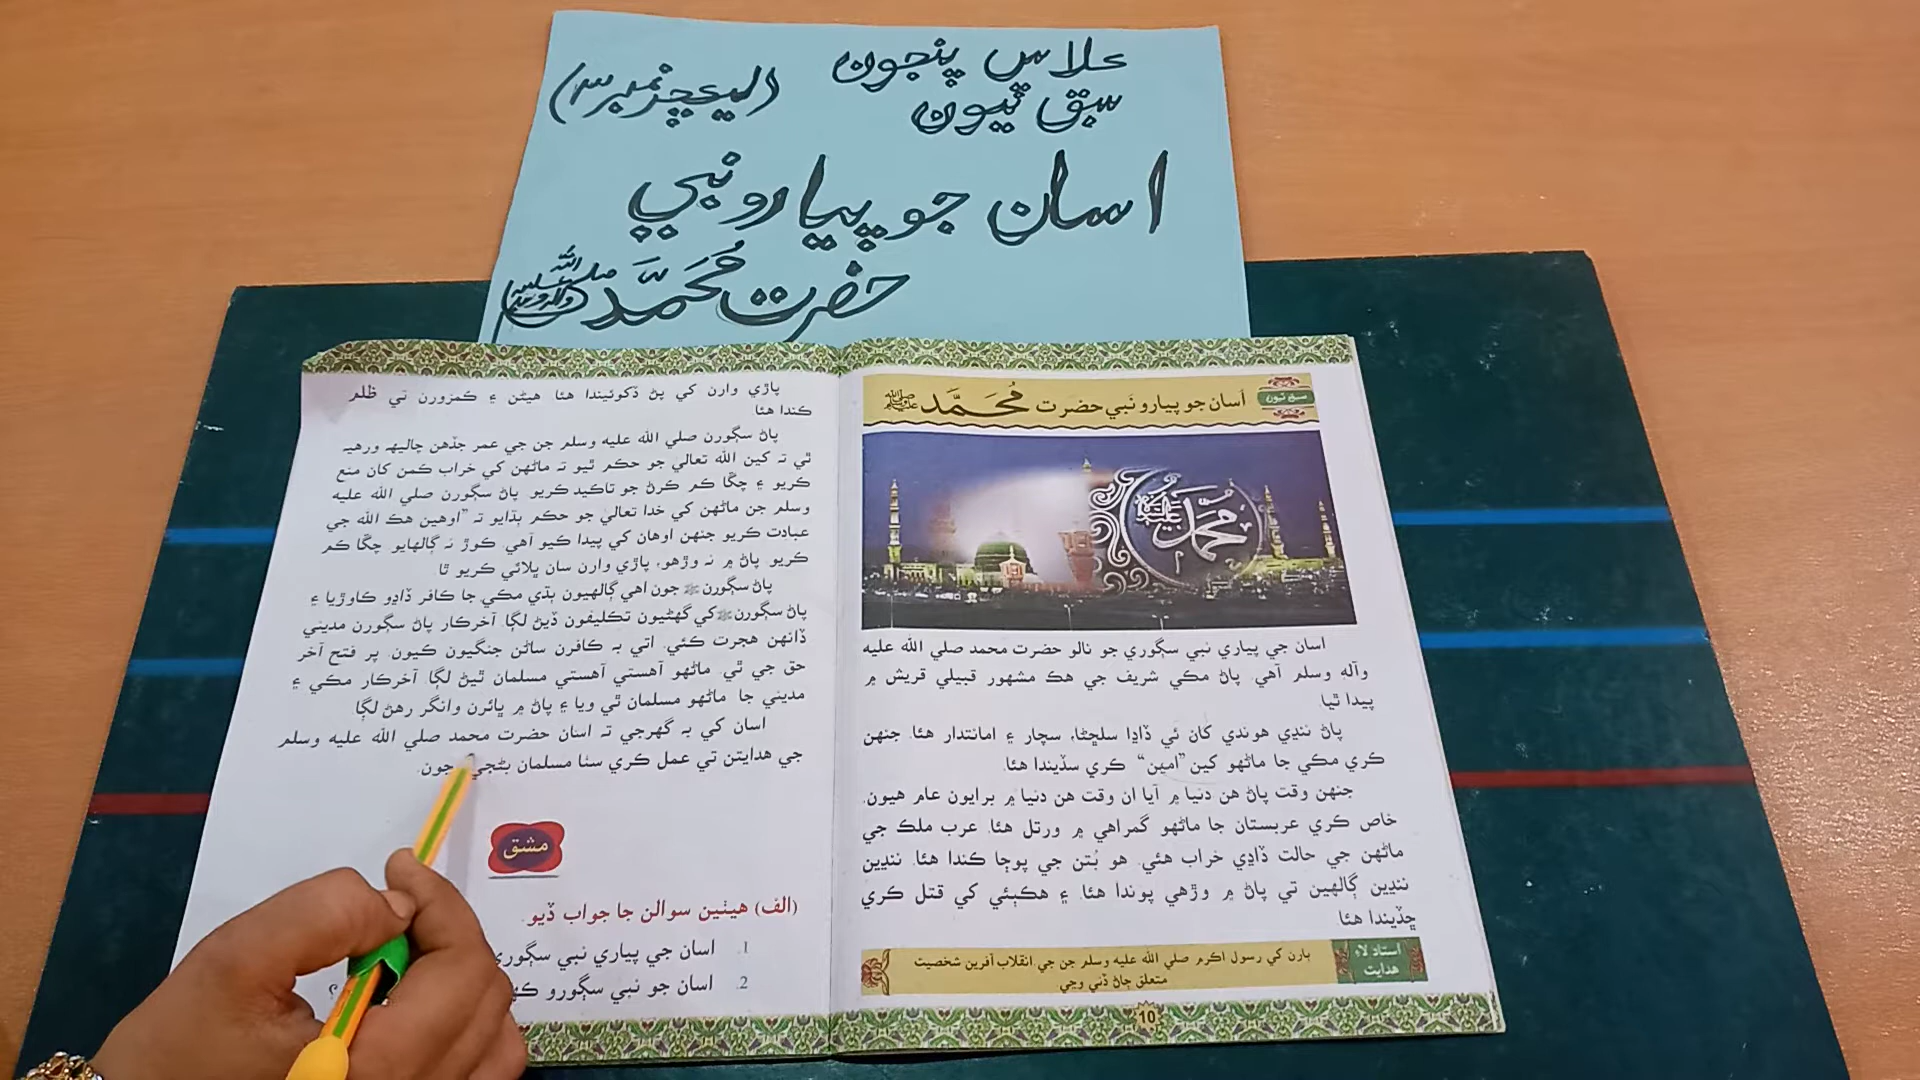 ڪلاس پنجون
سبق ٽيون
(ليڪچر نمبر ۳)
اسان جو پيارو نبي
حضرت مُحَمَّد صلي الله عليه وآله وسلم
سبق ٽيون
اسان جو پيارو نبي حضرت مُحَمَّد ﷺ
اسان جي پياري نبي سڳوري جو نالو حضرت محمد صلي الله عليه
وآله وسلم آهي. پاڻ مڪي شريف جي هڪ مشهور قبيلي قريش ۾
پيدا ٿيا.
پاڻ ننڍي هوندي کان ئي ڏاڍا سلڇڻا، سچار ۽ امانتدار هئا. جنهن
ڪري مڪي جا ماڻهو کين ”امين“ ڪري سڏيندا هئا.
جنهن وقت پاڻ هن دنيا ۾ آيا ان وقت هن دنيا ۾ برايون عام هيون.
خاص ڪري عربستان جا ماڻهو گمراهي ۾ ورتل هئا. عرب ملڪ جي
ماڻهن جي حالت ڏاڍي خراب هئي. هو بُتن جي پوڄا ڪندا هئا. ننڍين
ننڍين ڳالهين تي پاڻ ۾ وڙهي پوندا هئا ۽ هڪٻئي کي قتل ڪري
ڇڏيندا هئا.
استاد لاءِ
هدايت
ٻارن کي رسول اڪرم صلي الله عليه وسلم جن جي انقلاب آفرين شخصيت
متعلق ڄاڻ ڏني وڃي.
10
پاڙي وارن کي پڻ ڏکوئيندا هئا هيڻن ۽ ڪمزورن تي ظلم
ڪندا هئا.
پاڻ سڳورن صلي الله عليه وسلم جن جي عمر جڏهن چاليهه ورهيه
ٿي ته کين الله تعاليٰ جو حڪم ٿيو ته ماڻهن کي خراب ڪمن کان منع
ڪريو ۽ چڱا ڪم ڪرڻ جو تاڪيد ڪريو. پاڻ سڳورن صلي الله عليه
وسلم جن ماڻهن کي خدا تعاليٰ جو حڪم ٻڌايو ته ”اوهين هڪ الله جي
عبادت ڪريو جنهن اوهان کي پيدا ڪيو آهي. ڪوڙ نه ڳالهايو چڱا ڪم
ڪريو پاڻ ۾ نه وڙهو، پاڙي وارن سان ڀلائي ڪريو ٿا.
پاڻ سڳورن ﷺ جون اهي ڳالهيون ٻڌي مڪي جا ڪافر ڏاڍو ڪاوڙيا ۽
پاڻ سڳورن ﷺ کي گهڻيون تڪليفون ڏيڻ لڳا. آخرڪار پاڻ سڳورن مديني
ڏانهن هجرت ڪئي. اتي به ڪافرن ساڻن جنگيون ڪيون. پر فتح آخر
حق جي ٿي. ماڻهو آهستي آهستي مسلمان ٿيڻ لڳا. آخرڪار مڪي ۽
مديني جا ماڻهو مسلمان ٿي ويا ۽ پاڻ ۾ ڀائرن وانگر رهڻ لڳا.
اسان کي به گهرجي ته اسان حضرت محمد صلي الله عليه وسلم
جي هدايتن تي عمل ڪري سٺا مسلمان بڻجي
مشق
(الف) هيٺين سوالن جا جواب ڏيو.
1. اسان جي پياري نبي سڳوري
2. اسان جو نبي سڳورو ؟